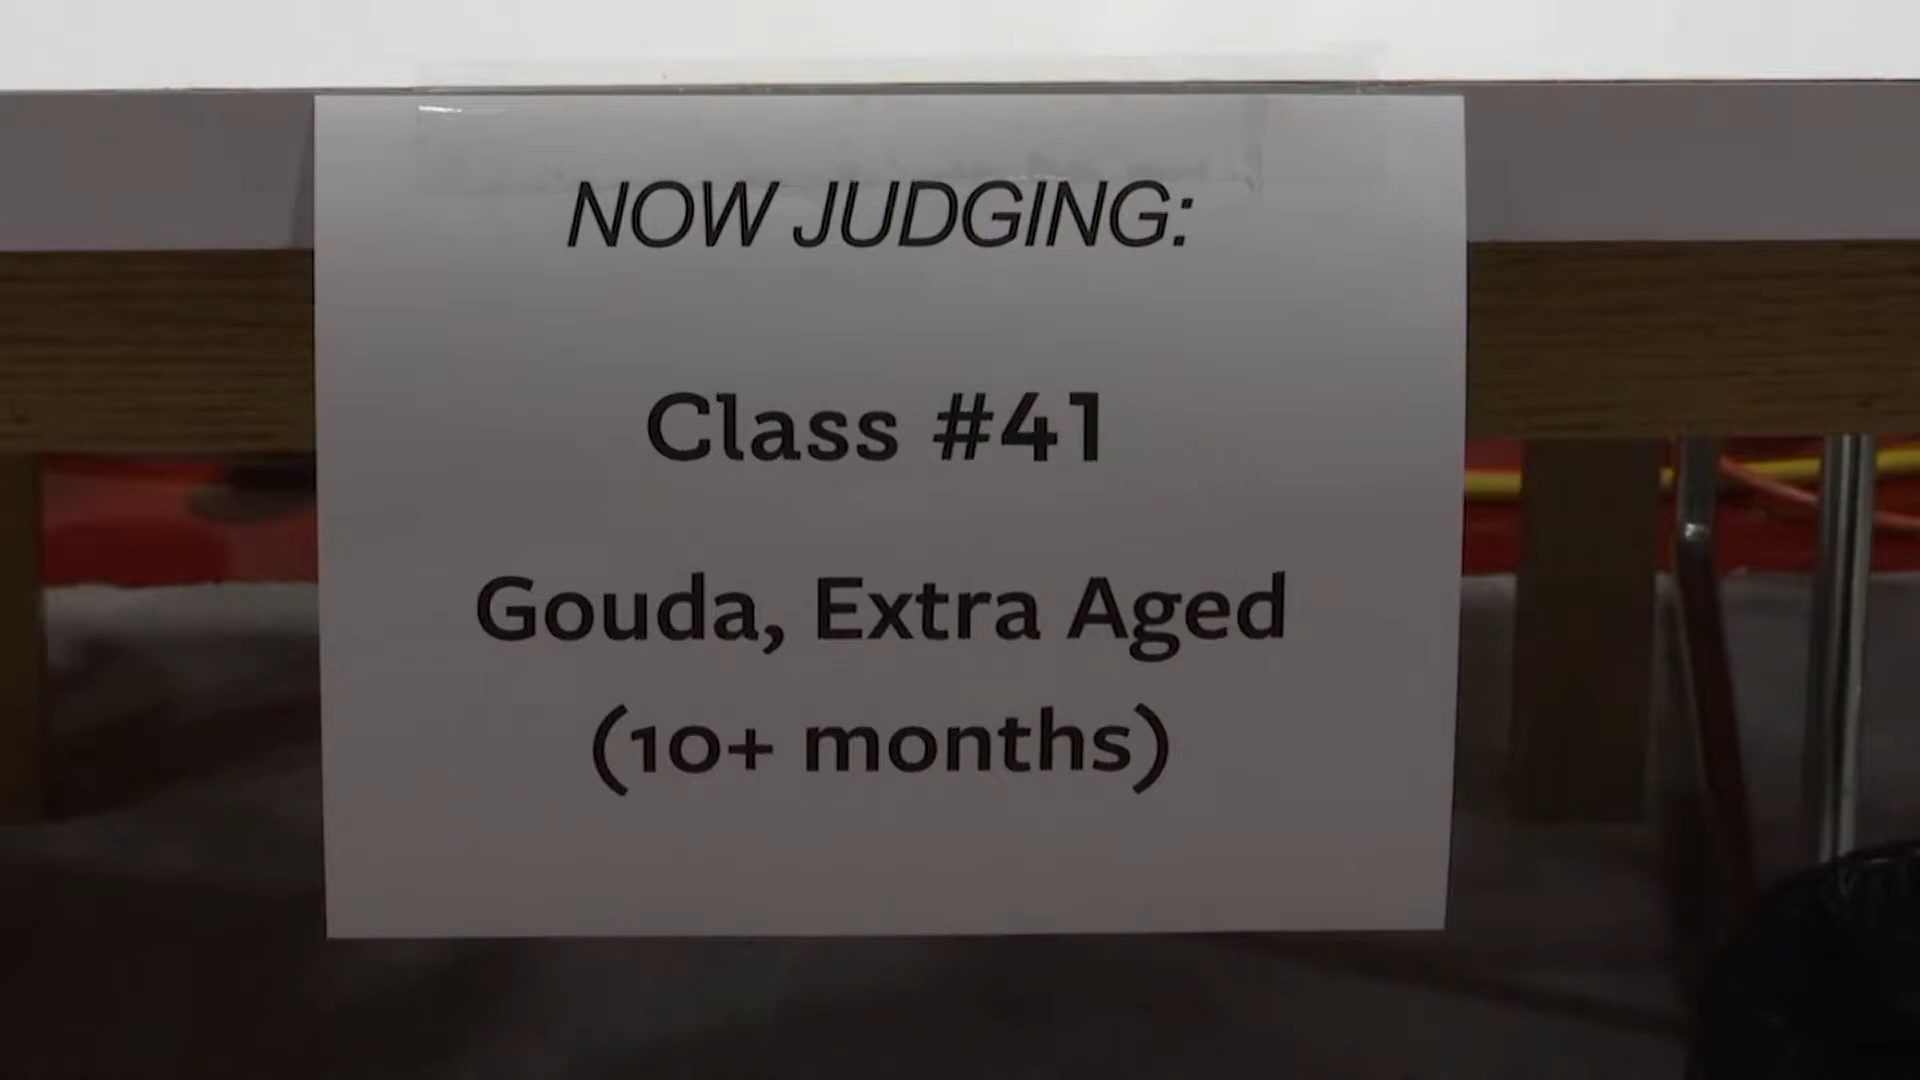 NOW JUDGING:
Class #41
Gouda, Extra Aged
(10+ months)